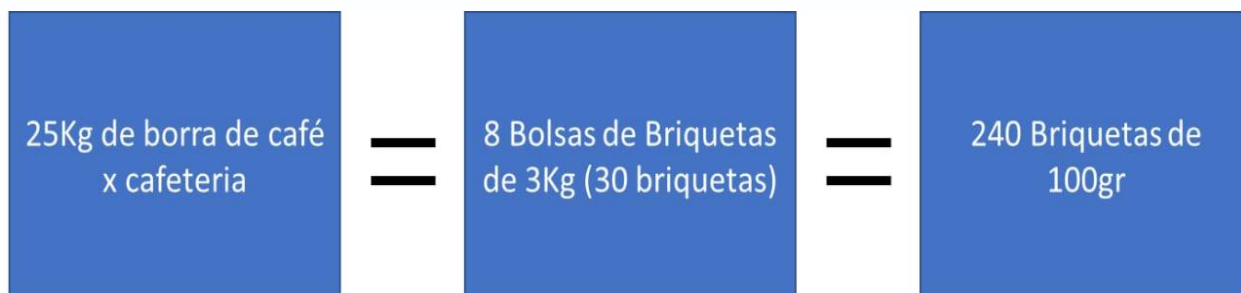 25Kg de borra de café
x cafeteria
=
8 Bolsas de Briquetas
de 3Kg (30 briquetas)
=
240 Briquetas de
100gr